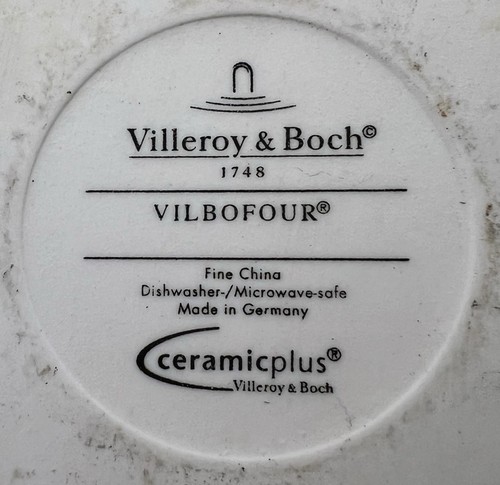 Villeroy & Boch©
1748
VILBOFOUR®
Fine China
Dishwasher-/Microwave-safe
Made in Germany
ceramicplus®
Villeroy & Boch